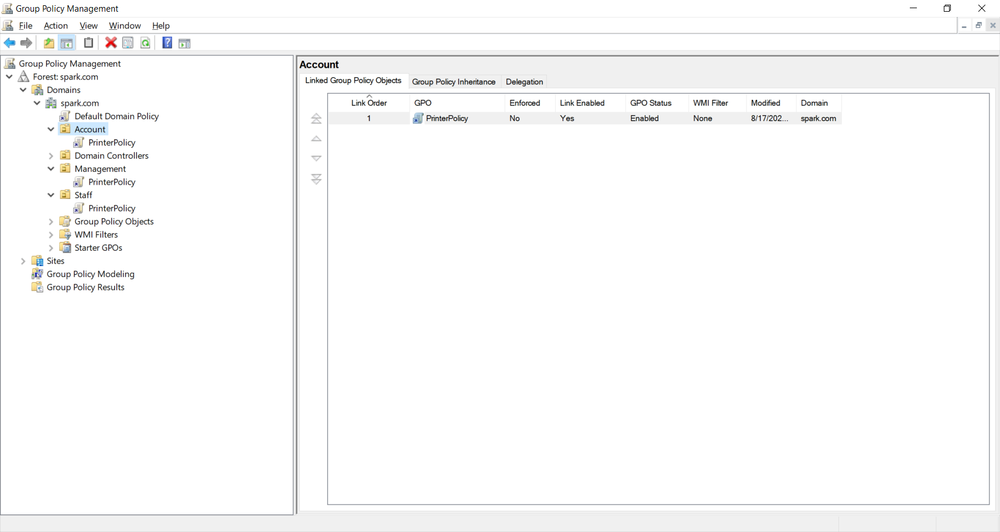 Group Policy Management
File Action View Window Help
Group Policy Management
Forest: spark.com
Domains
spark.com
Default Domain Policy
Account
PrinterPolicy
Domain Controllers
Management
PrinterPolicy
Staff
PrinterPolicy
Group Policy Objects
WMI Filters
Starter GPOs
Sites
Group Policy Modeling
Group Policy Results
Account
Linked Group Policy Objects Group Policy Inheritance Delegation
Link Order GPO Enforced Link Enabled GPO Status WMI Filter Modified Domain
1 PrinterPolicy No Yes Enabled None 8/17/202... spark.com